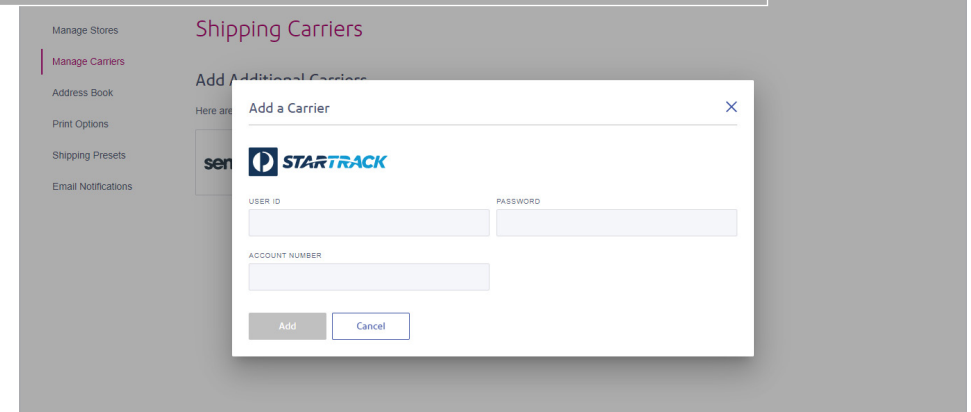 Manage Stores
Shipping Carriers
Manage Carriers
Add Additional Carriers
Address Book
Here are
Print Options
Shipping Presets
Email Notifications
sen
Add a Carrier
STARTRACK
USER ID
PASSWORD
ACCOUNT NUMBER
Add
Cancel